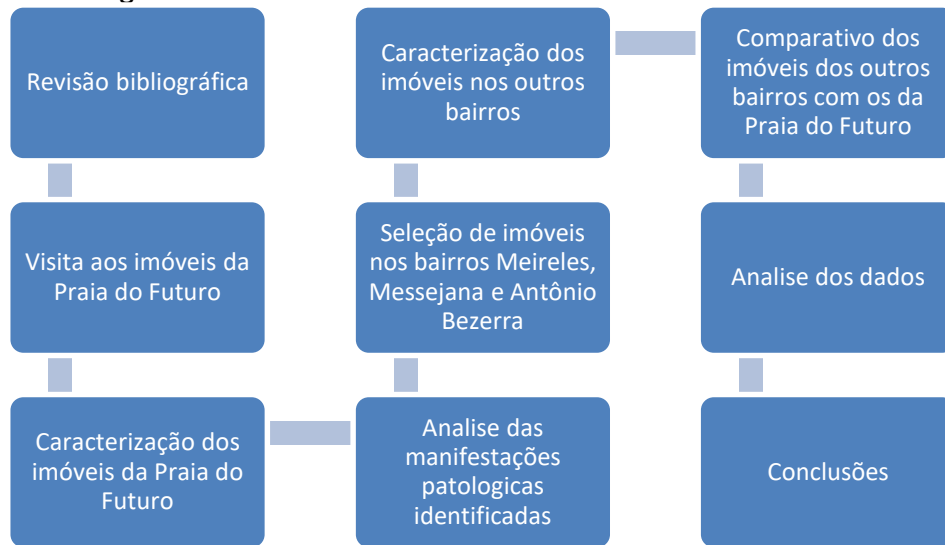 Revisão bibliográfica
Visita aos imóveis da
Praia do Futuro
Caracterização dos
imóveis da Praia do
Futuro
Analise das
manifestações
patologicas
identificadas
Seleção de imóveis
nos bairros Meireles,
Messejana e Antônio
Bezerra
Caracterização dos
imóveis nos outros
bairros
Comparativo dos
imóveis dos outros
bairros com os da
Praia do Futuro
Analise dos dados
Conclusões